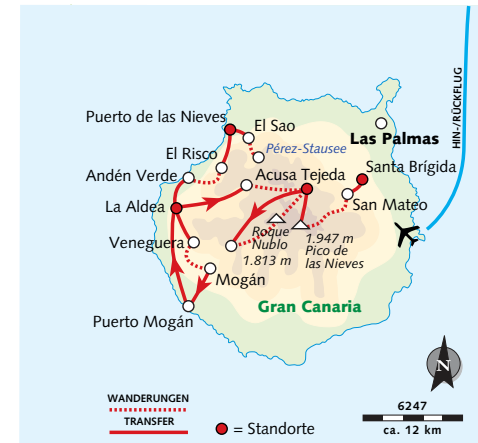 HIN-/RÜCKFLUG
Puerto de las Nieves
El Sao
Las Palmas
Pérez-Stausee
El Risco
Andén Verde
Acusa Tejeda
Santa Brígida
La Aldea
San Mateo
Veneguera
Roque
Nublo
1.813 m
1.947 m
Pico de
las Nieves
Mogán
Gran Canaria
Puerto Mogán
N
WANDERUNGEN
TRANSFER
= Standorte
6247
ca. 12 km